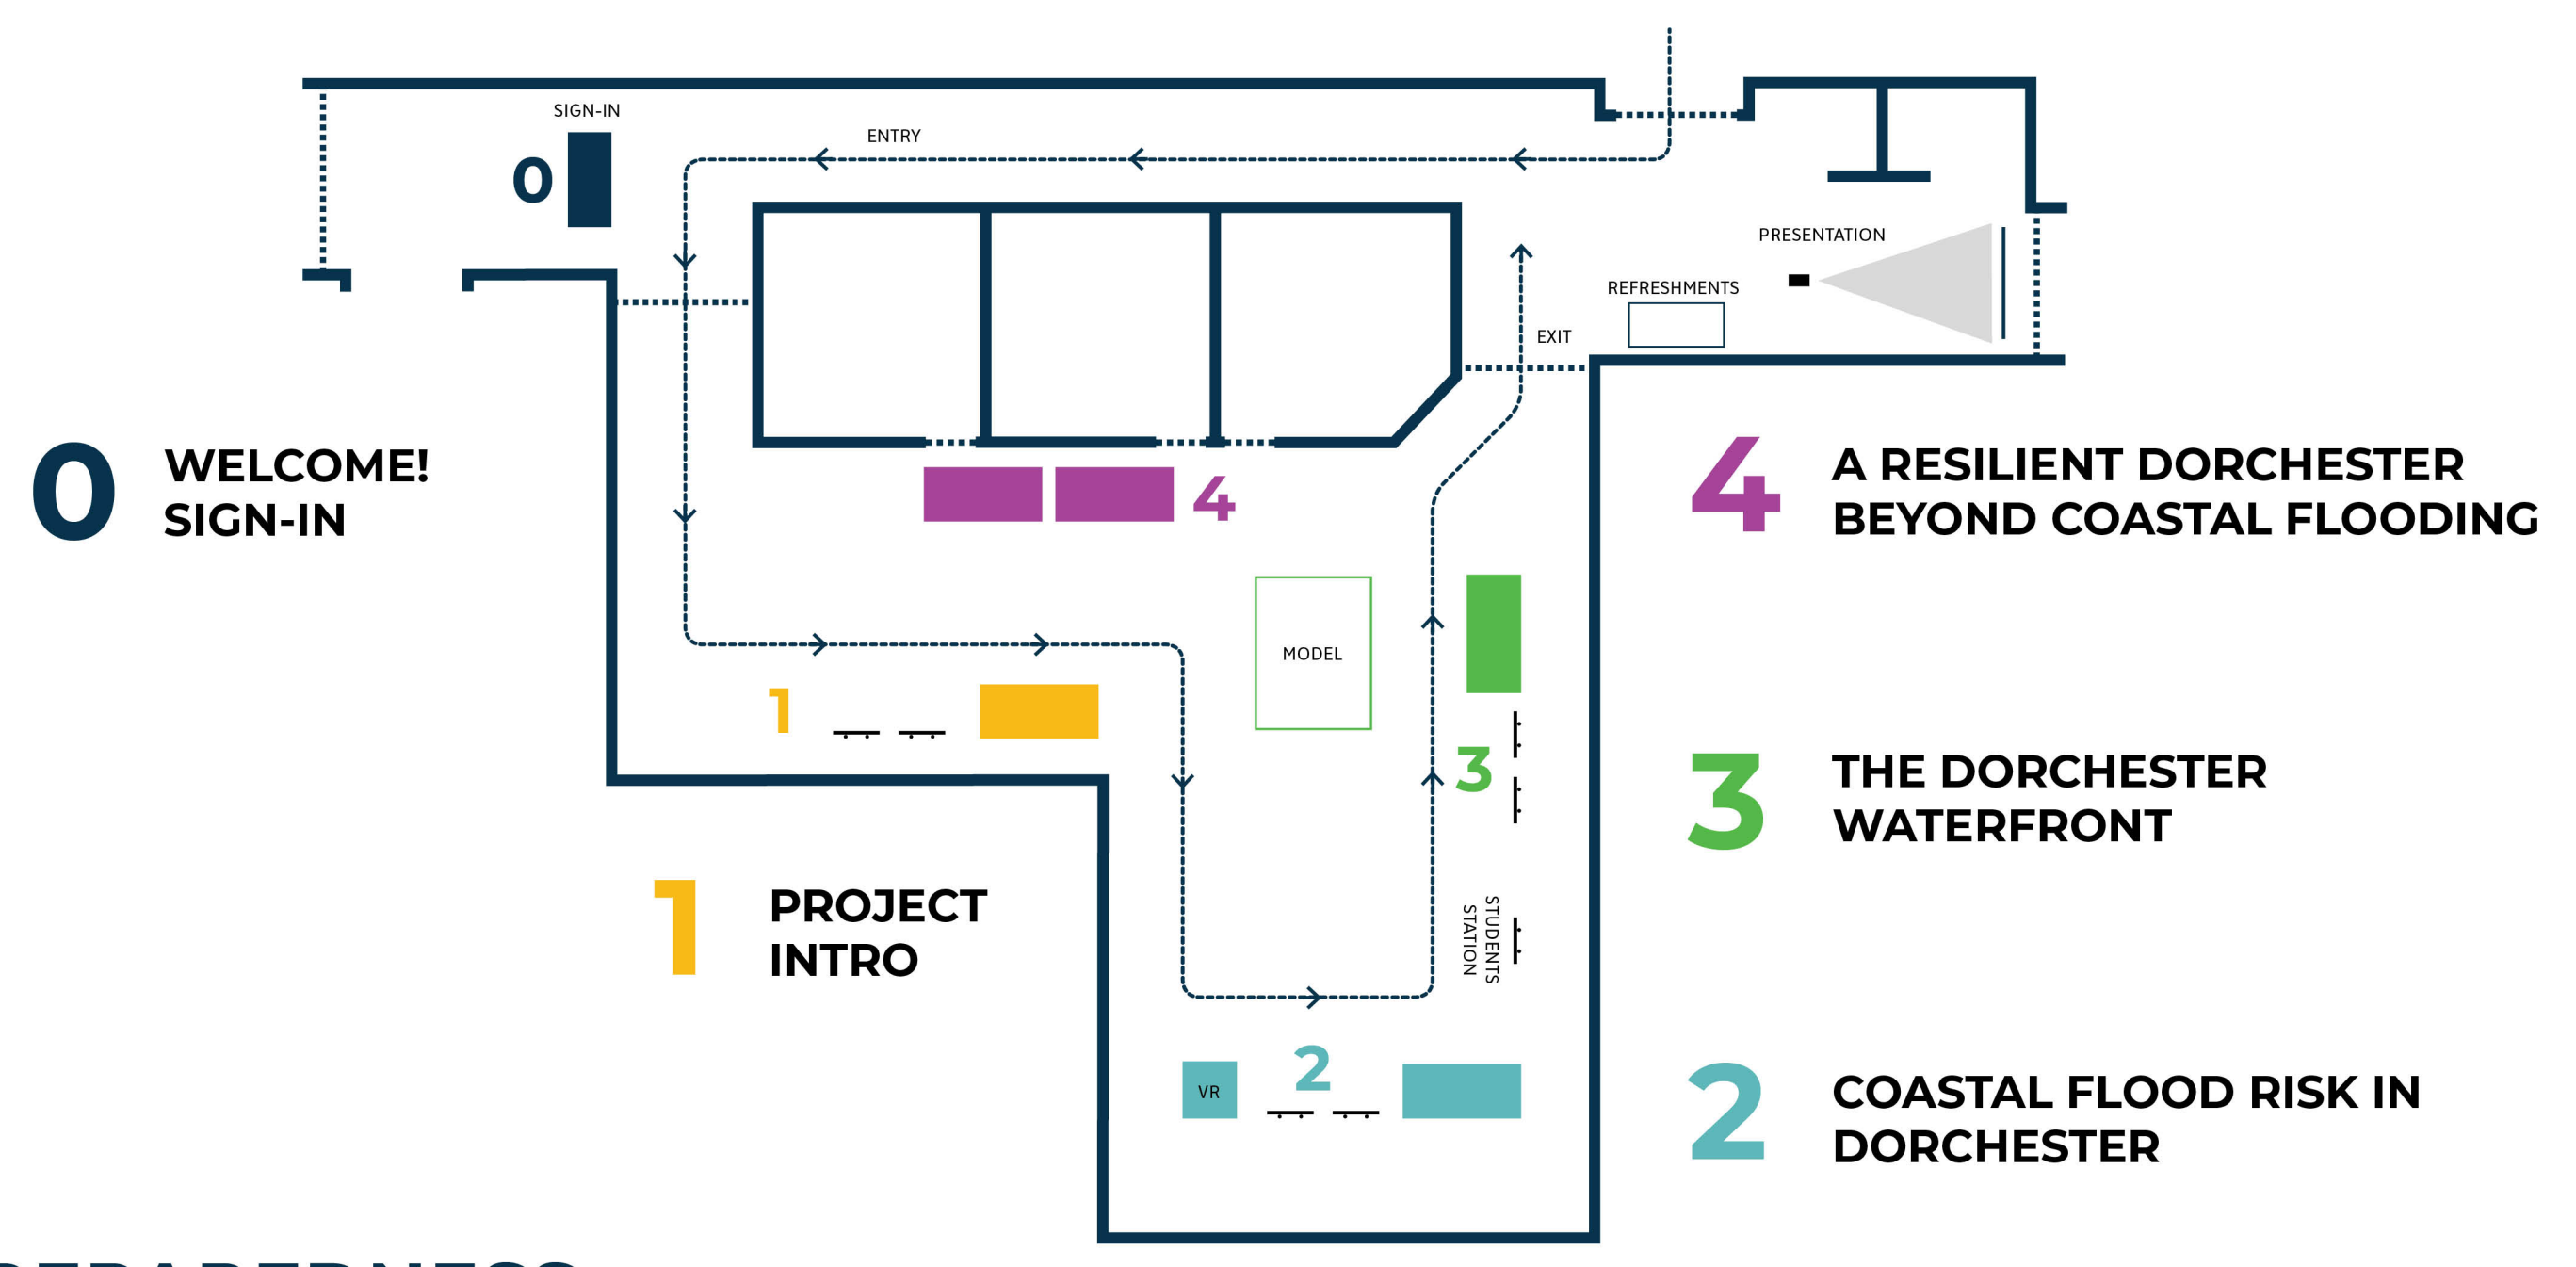 SIGN-IN
ENTRY
0
PRESENTATION
REFRESHMENTS
EXIT
0
WELCOME!
SIGN-IN
4
4
A RESILIENT DORCHESTER
BEYOND COASTAL FLOODING
MODEL
1
3
3
THE DORCHESTER
WATERFRONT
1
PROJECT
INTRO
STUDENTS
STATION
2
VR
2
COASTAL FLOOD RISK IN
DORCHESTER